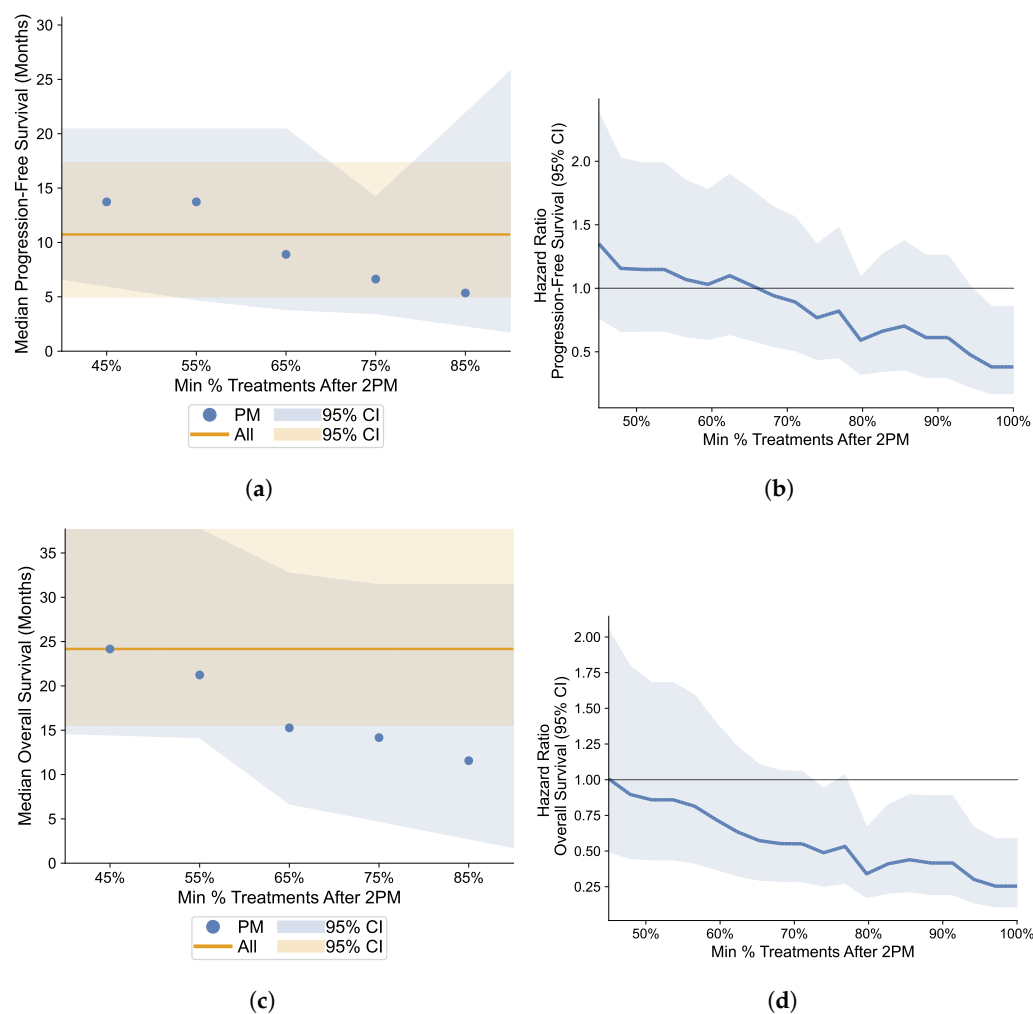 Median Progression-Free Survival (Months)
30
25
20
15
10
5
0
45% 55% 65% 75% 85%
Min % Treatments After 2PM
PM 95% CI
All 95% CI
(a)
Hazard Ratio
Progression-Free Survival (95% CI)
2.0
1.5
1.0
0.5
50% 60% 70% 80% 90% 100%
Min % Treatments After 2PM
(b)
Median Overall Survival (Months)
35
30
25
20
15
10
5
0
45% 55% 65% 75% 85%
Min % Treatments After 2PM
PM 95% CI
All 95% CI
(c)
Hazard Ratio
Overall Survival (95% CI)
2.00
1.75
1.50
1.25
1.00
0.75
0.50
0.25
50% 60% 70% 80% 90% 100%
Min % Treatments After 2PM
(d)